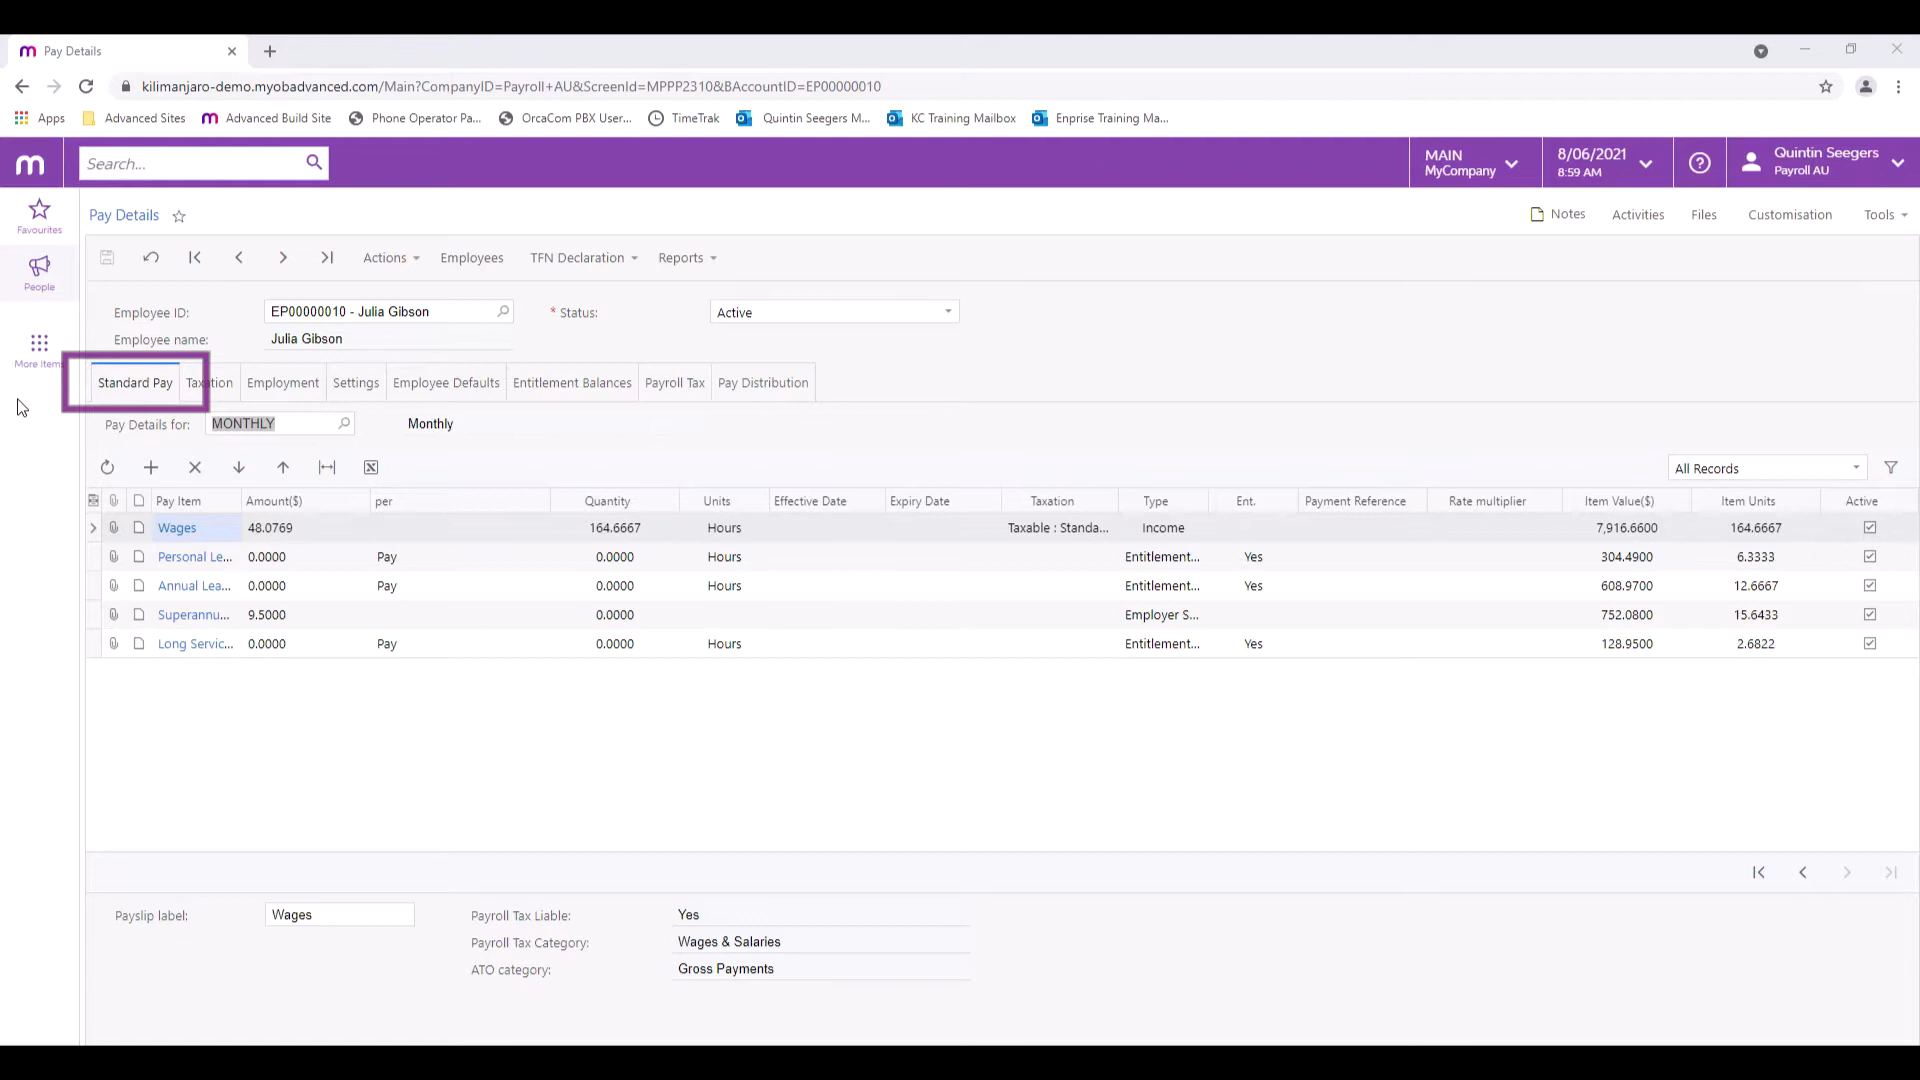 Pay Details
kilimanjaro-demo.myobadvanced.com/Main?CompanyID=Payroll+AU&ScreenId=MPPP2310&BAccountID=EP00000010
Apps Advanced Sites Advanced Build Site Phone Operator Pa... OrcaCom PBX User... TimeTrak Quintin Seegers M... KC Training Mailbox Enprise Training Ma...
m Search... MAIN MyCompany 8/06/2021 8:59 AM Quintin Seegers Payroll AU
Favourites
People
More items
Pay Details Notes Activities Files Customisation Tools
Actions Employees TFN Declaration Reports
Employee ID: EP00000010 - Julia Gibson * Status: Active
Employee name: Julia Gibson
Standard Pay Taxation Employment Settings Employee Defaults Entitlement Balances Payroll Tax Pay Distribution
Pay Details for: MONTHLY Monthly
All Records
Pay Item Amount($) per Quantity Units Effective Date Expiry Date Taxation Type Ent. Payment Reference Rate multiplier Item Value($) Item Units Active
Wages 48.0769 164.6667 Hours Taxable : Standa... Income 7,916.6600 164.6667
Personal Le... 0.0000 Pay 0.0000 Hours Entitlement... Yes 304.4900 6.3333
Annual Lea... 0.0000 Pay 0.0000 Hours Entitlement... Yes 608.9700 12.6667
Superannu... 9.5000 0.0000 Employer S... 752.0800 15.6433
Long Servic... 0.0000 Pay 0.0000 Hours Entitlement... Yes 128.9500 2.6822
Payslip label: Wages Payroll Tax Liable: Yes
Payroll Tax Category: Wages & Salaries
ATO category: Gross Payments